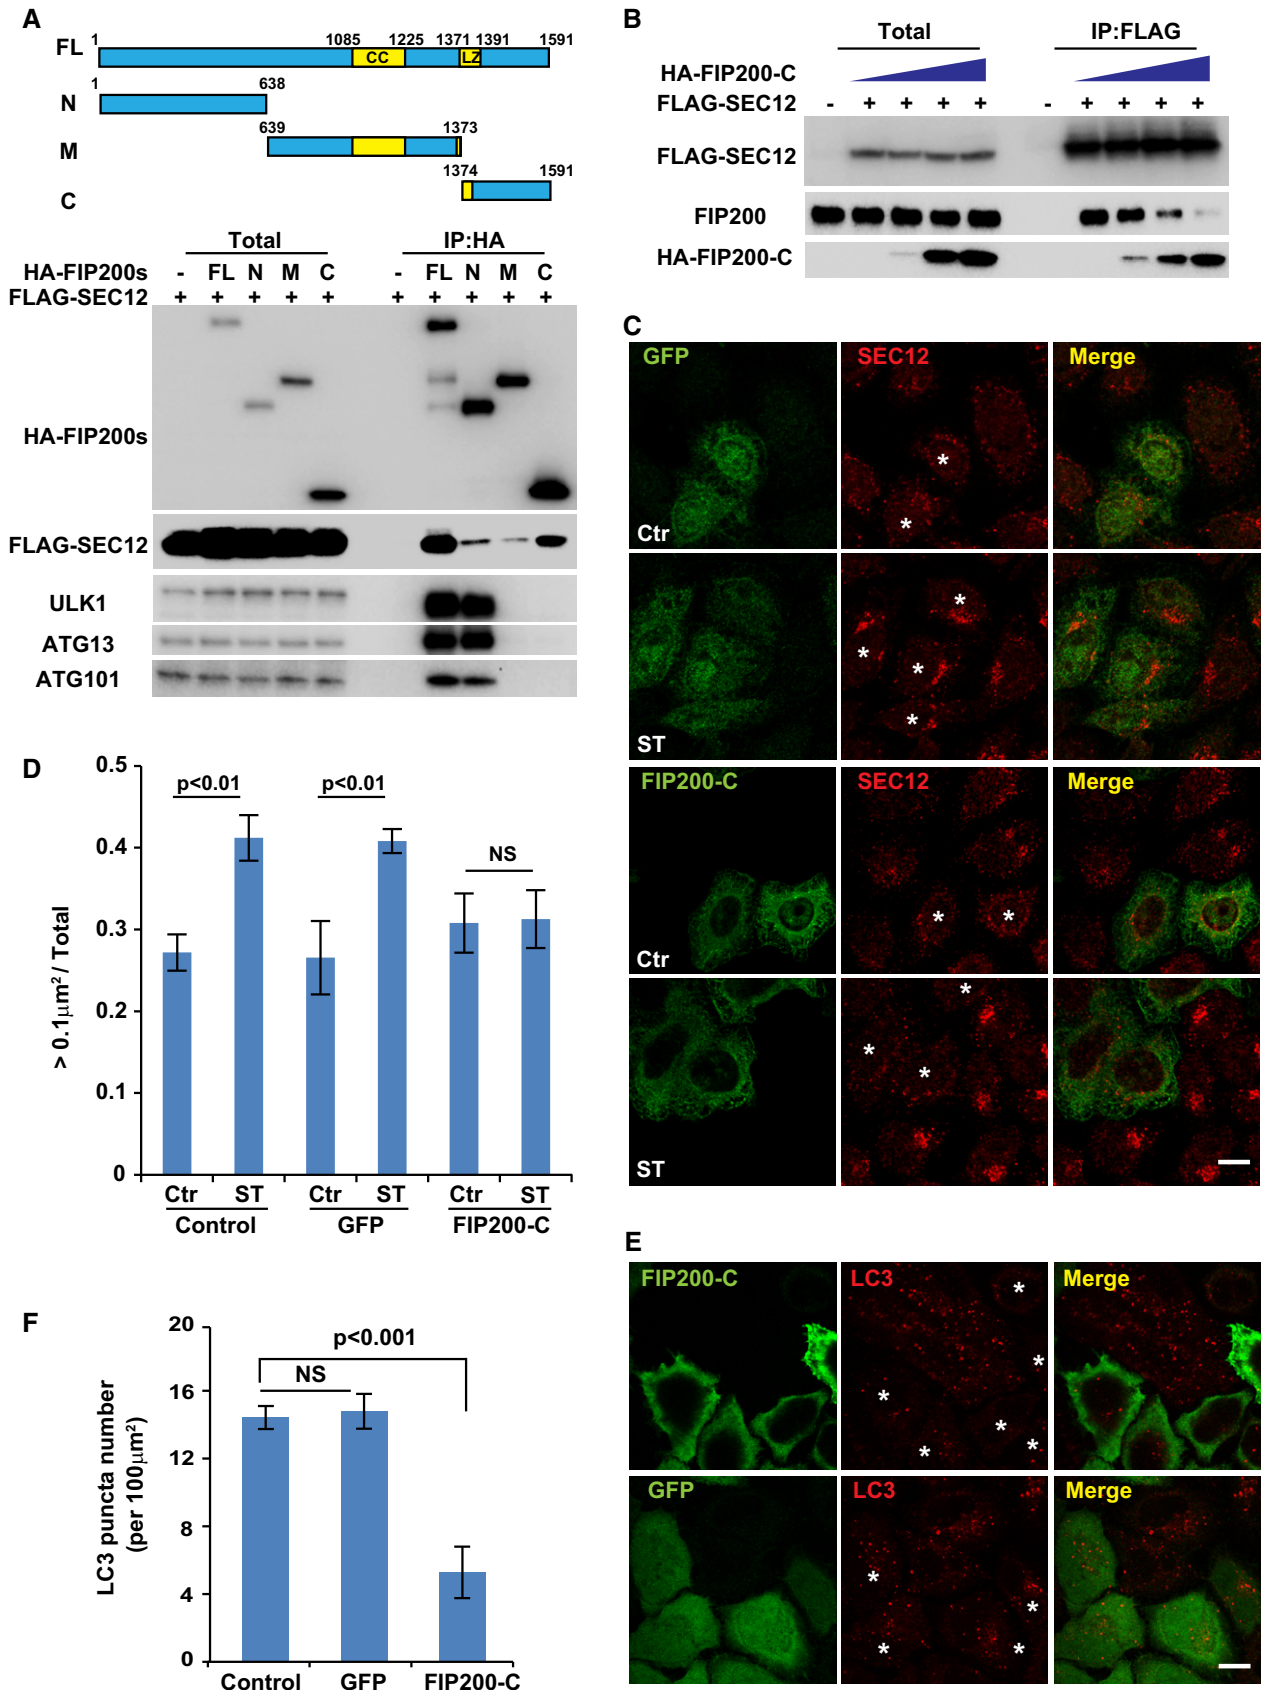 A
FL
1
1085
1225
1371
1391
1591
CC
LZ
N
1
638
M
639
1373
C
1374
1591
Total
IP:HA
HA-FIP200s
- FL N M C
- FL N M C
FLAG-SEC12
+ + + + +
+ + + + +
HA-FIP200s
FLAG-SEC12
ULK1
ATG13
ATG101
B
Total
IP:FLAG
HA-FIP200-C
FLAG-SEC12
- + + + +
- + + + +
FLAG-SEC12
FIP200
HA-FIP200-C
C
GFP
SEC12
Merge
*
*
Ctr
*
*
*
*
ST
FIP200-C
SEC12
Merge
*
*
Ctr
*
*
*
ST
D
> 0.1µm² / Total
0.5
0.4
0.3
0.2
0.1
0
p<0.01
p<0.01
NS
Ctr ST
Ctr ST
Ctr ST
Control
GFP
FIP200-C
E
FIP200-C
LC3
Merge
*
*
*
*
*
*
GFP
LC3
Merge
*
*
*
*
F
LC3 puncta number
(per 100µm²)
20
16
12
8
4
0
p<0.001
NS
Control
GFP
FIP200-C